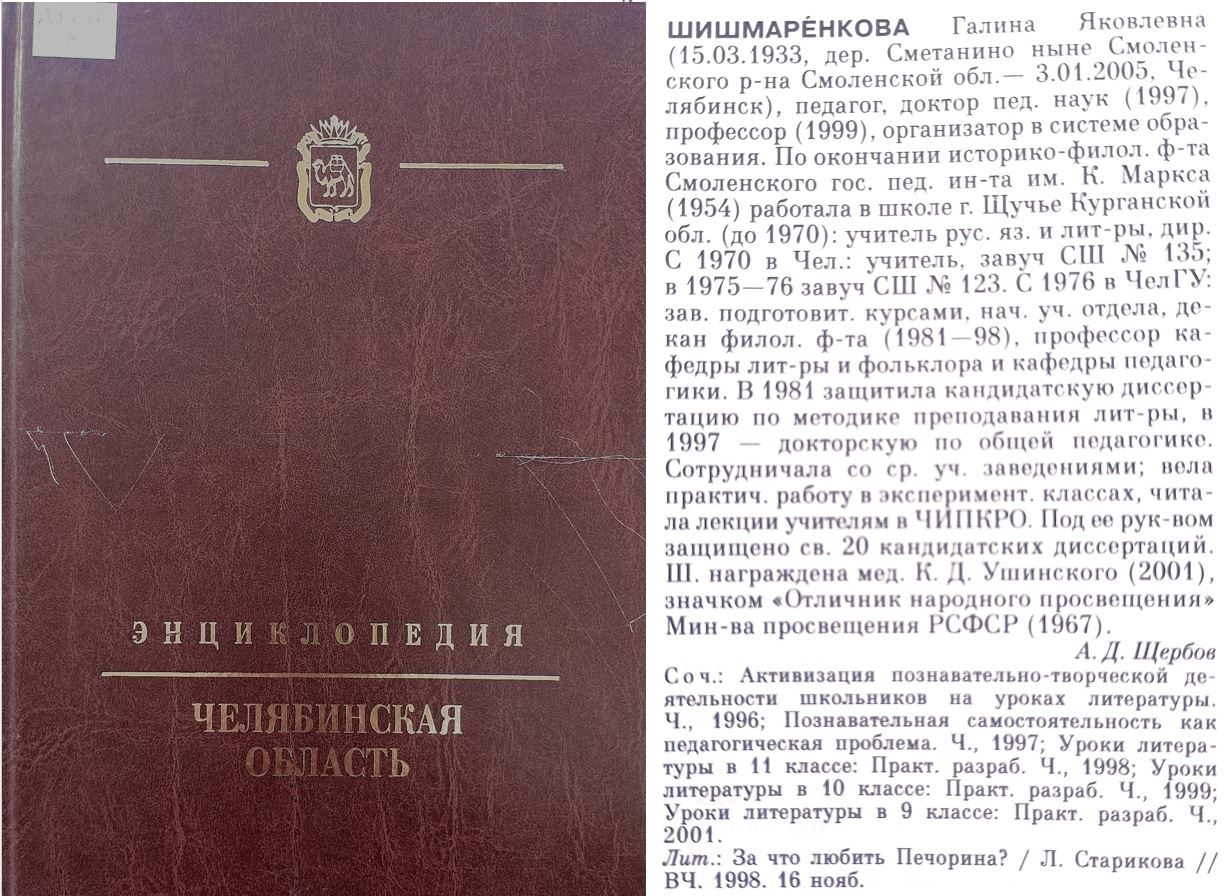 ЭНЦИКЛОПЕДИЯ
ЧЕЛЯБИНСКАЯ
ОБЛАСТЬ
ШИШМАРЕ́НКОВА Галина Яковлевна
(15.03.1933, дер. Сметанино ныне Смолен-
ского р-на Смоленской обл.— 3.01.2005, Че-
лябинск), педагог, доктор пед. наук (1997),
профессор (1999), организатор в системе обра-
зования. По окончании историко-филол. ф-та
Смоленского гос. пед. ин-та им. К. Маркса
(1954) работала в школе г. Щучье Курганской
обл. (до 1970): учитель рус. яз. и лит-ры, дир.
С 1970 в Чел.: учитель, завуч СШ № 135;
в 1975—76 завуч СШ № 123. С 1976 в ЧелГУ:
зав. подготовит. курсами, нач. уч. отдела, де-
кан филол. ф-та (1981—98), профессор ка-
федры лит-ры и фольклора и кафедры педаго-
гики. В 1981 защитила кандидатскую диссер-
тацию по методике преподавания лит-ры, в
1997 — докторскую по общей педагогике.
Сотрудничала со ср. уч. заведениями; вела
практич. работу в эксперимент. классах, чита-
ла лекции учителям в ЧИПКРО. Под ее рук-вом
защищено св. 20 кандидатских диссертаций.
Ш. награждена мед. К. Д. Ушинского (2001),
значком «Отличник народного просвещения»
Мин-ва просвещения РСФСР (1967).
А. Д. Щербов
Соч.: Активизация познавательно-творческой де-
ятельности школьников на уроках литературы.
Ч., 1996; Познавательная самостоятельность как
педагогическая проблема. Ч., 1997; Уроки литера-
туры в 11 классе: Практ. разраб. Ч., 1998; Уроки
литературы в 10 классе: Практ. разраб. Ч., 1999;
Уроки литературы в 9 классе: Практ. разраб. Ч.,
2001.
Лит.: За что любить Печорина? / Л. Старикова //
ВЧ. 1998. 16 нояб.